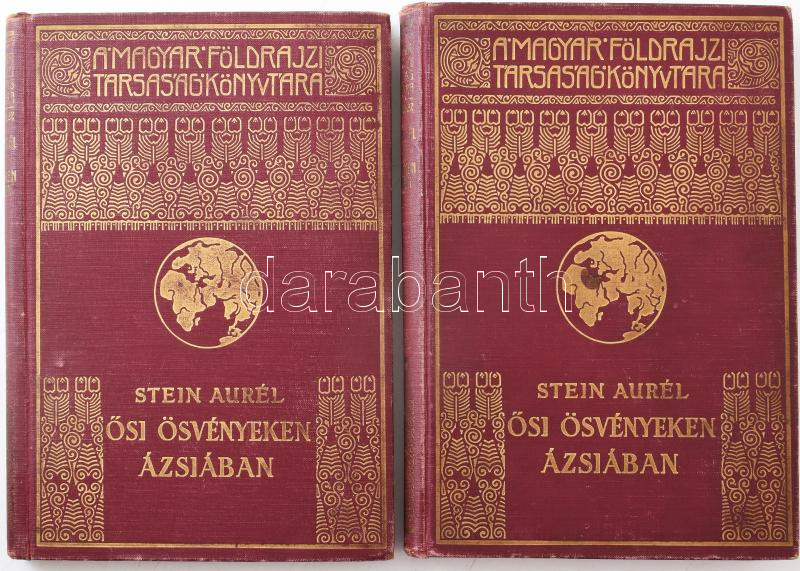 A MAGYAR FÖLDRAJZI
TÁRSASÁG KÖNYVTÁRA
STEIN AURÉL
ŐSI ÖSVÉNYEKEN
ÁZSIÁBAN
A MAGYAR FÖLDRAJZI
TÁRSASÁG KÖNYVTÁRA
STEIN AURÉL
ŐSI ÖSVÉNYEKEN
ÁZSIÁBAN
darabanth